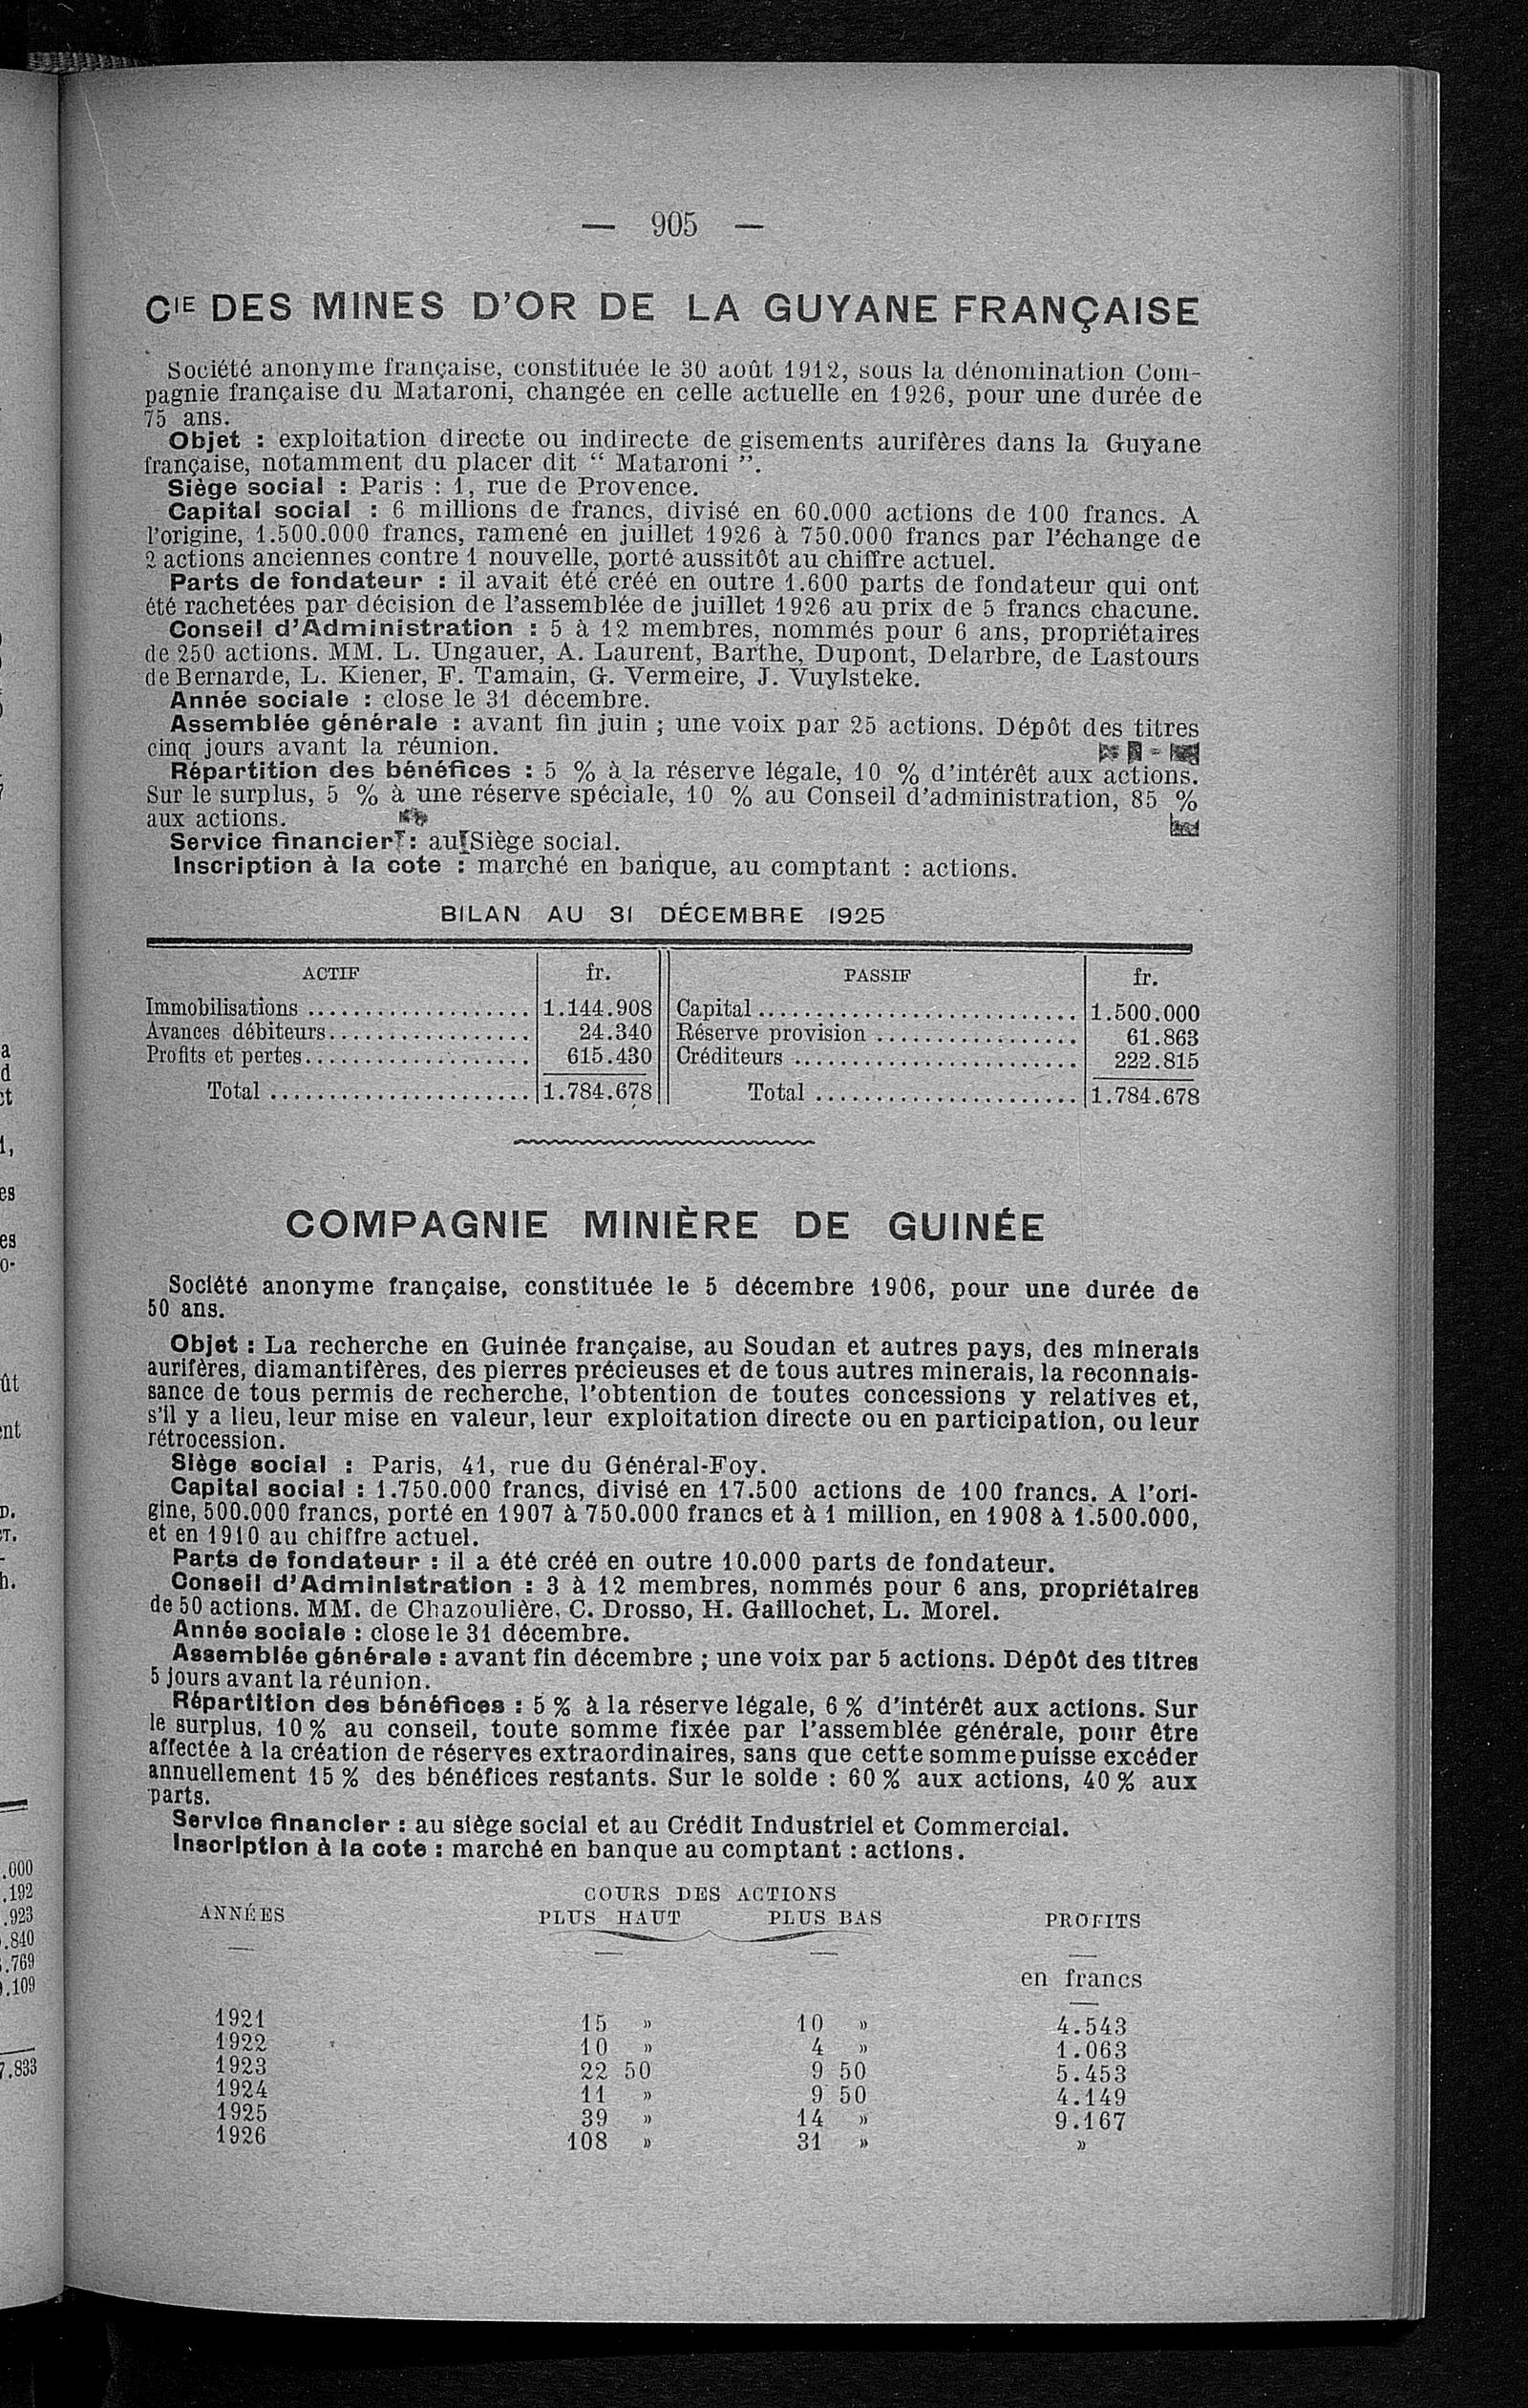 — 905 —
CIE DES MINES D'OR DE LA GUYANE FRANÇAISE
Société anonyme française, constituée le 30 août 1912, sous la dénomination Com-
pagnie française du Mataroni, changée en celle actuelle en 1926, pour une durée de
75 ans.
Objet : exploitation directe ou indirecte de gisements aurifères dans la Guyane
française, notamment du placer dit “ Mataroni ”.
Siège social : Paris : 1, rue de Provence.
Capital social : 6 millions de francs, divisé en 60.000 actions de 100 francs. A
l'origine, 1.500.000 francs, ramené en juillet 1926 à 750.000 francs par l'échange de
2 actions anciennes contre 1 nouvelle, porté aussitôt au chiffre actuel.
Parts de fondateur : il avait été créé en outre 1.600 parts de fondateur qui ont
été rachetées par décision de l'assemblée de juillet 1926 au prix de 5 francs chacune.
Conseil d'Administration : 5 à 12 membres, nommés pour 6 ans, propriétaires
de 250 actions. MM. L. Ungauer, A. Laurent, Barthe, Dupont, Delarbre, de Lastours
de Bernarde, L. Kiener, F. Tamain, G. Vermeire, J. Vuylsteke.
Année sociale : close le 31 décembre.
Assemblée générale : avant fin juin ; une voix par 25 actions. Dépôt des titres
cinq jours avant la réunion.
Répartition des bénéfices : 5 % à la réserve légale, 10 % d'intérêt aux actions.
Sur le surplus, 5 % à une réserve spéciale, 10 % au Conseil d'administration, 85 %
aux actions.
Service financier : au Siège social.
Inscription à la cote : marché en banque, au comptant : actions.
BILAN AU 31 DÉCEMBRE 1925
ACTIF fr. PASSIF fr.
Immobilisations ................... 1.144.908 Capital........................... 1.500.000
Avances débiteurs................. 24.340 Réserve provision ................. 61.863
Profits et pertes................... 615.430 Créditeurs ........................ 222.815
Total ...................... 1.784.678 Total ...................... 1.784.678
COMPAGNIE MINIÈRE DE GUINÉE
Société anonyme française, constituée le 5 décembre 1906, pour une durée de
50 ans.
Objet : La recherche en Guinée française, au Soudan et autres pays, des minerais
aurifères, diamantifères, des pierres précieuses et de tous autres minerais, la reconnais-
sance de tous permis de recherche, l'obtention de toutes concessions y relatives et,
s'il y a lieu, leur mise en valeur, leur exploitation directe ou en participation, ou leur
rétrocession.
Siège social : Paris, 41, rue du Général-Foy.
Capital social : 1.750.000 francs, divisé en 17.500 actions de 100 francs. A l'ori-
gine, 500.000 francs, porté en 1907 à 750.000 francs et à 1 million, en 1908 à 1.500.000,
et en 1910 au chiffre actuel.
Parts de fondateur : il a été créé en outre 10.000 parts de fondateur.
Conseil d'Administration : 3 à 12 membres, nommés pour 6 ans, propriétaires
de 50 actions. MM. de Chazoulière, C. Drosso, H. Gaillochet, L. Morel.
Année sociale : close le 31 décembre.
Assemblée générale : avant fin décembre ; une voix par 5 actions. Dépôt des titres
5 jours avant la réunion.
Répartition des bénéfices : 5 % à la réserve légale, 6 % d'intérêt aux actions. Sur
le surplus, 10 % au conseil, toute somme fixée par l'assemblée générale, pour être
affectée à la création de réserves extraordinaires, sans que cette somme puisse excéder
annuellement 15 % des bénéfices restants. Sur le solde : 60 % aux actions, 40 % aux
parts.
Service financier : au siège social et au Crédit Industriel et Commercial.
Inscription à la cote : marché en banque au comptant : actions.
COURS DES ACTIONS
ANNÉES PLUS HAUT PLUS BAS PROFITS
en francs
1921 15 » 10 » 4.543
1922 10 » 4 » 1.063
1923 22 50 9 50 5.453
1924 11 » 9 50 4.149
1925 39 » 14 » 9.167
1926 108 » 31 » »